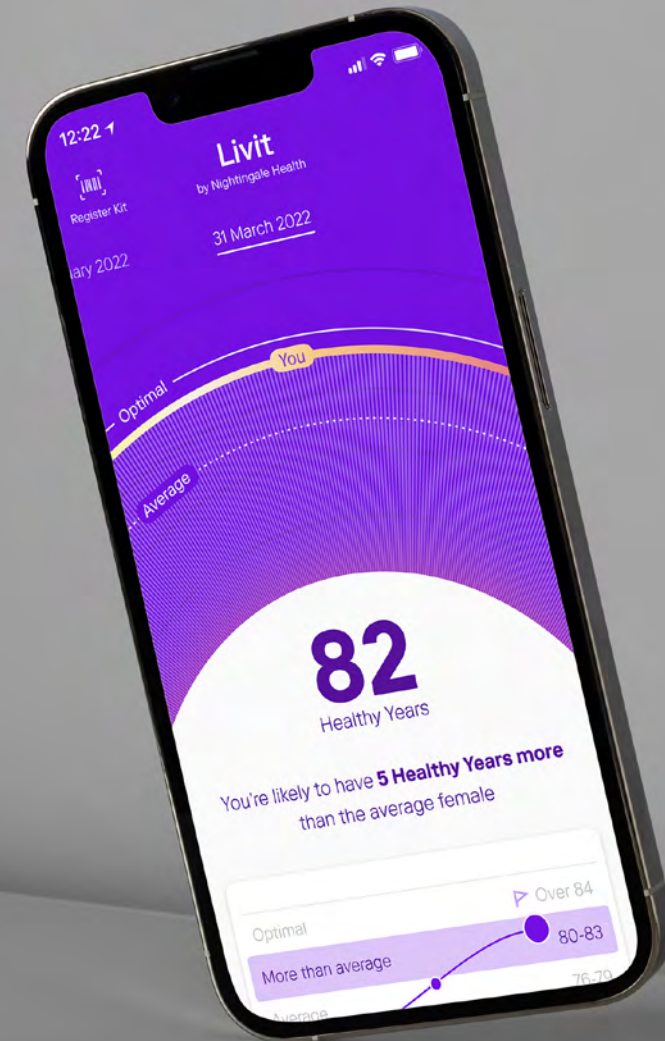 12:22
Livit
by Nightingale Health
Register Kit
ary 2022
31 March 2022
Optimal
You
Average
82
Healthy Years
You're likely to have 5 Healthy Years more
than the average female
Optimal
Over 84
More than average
80-83
Average
76-79